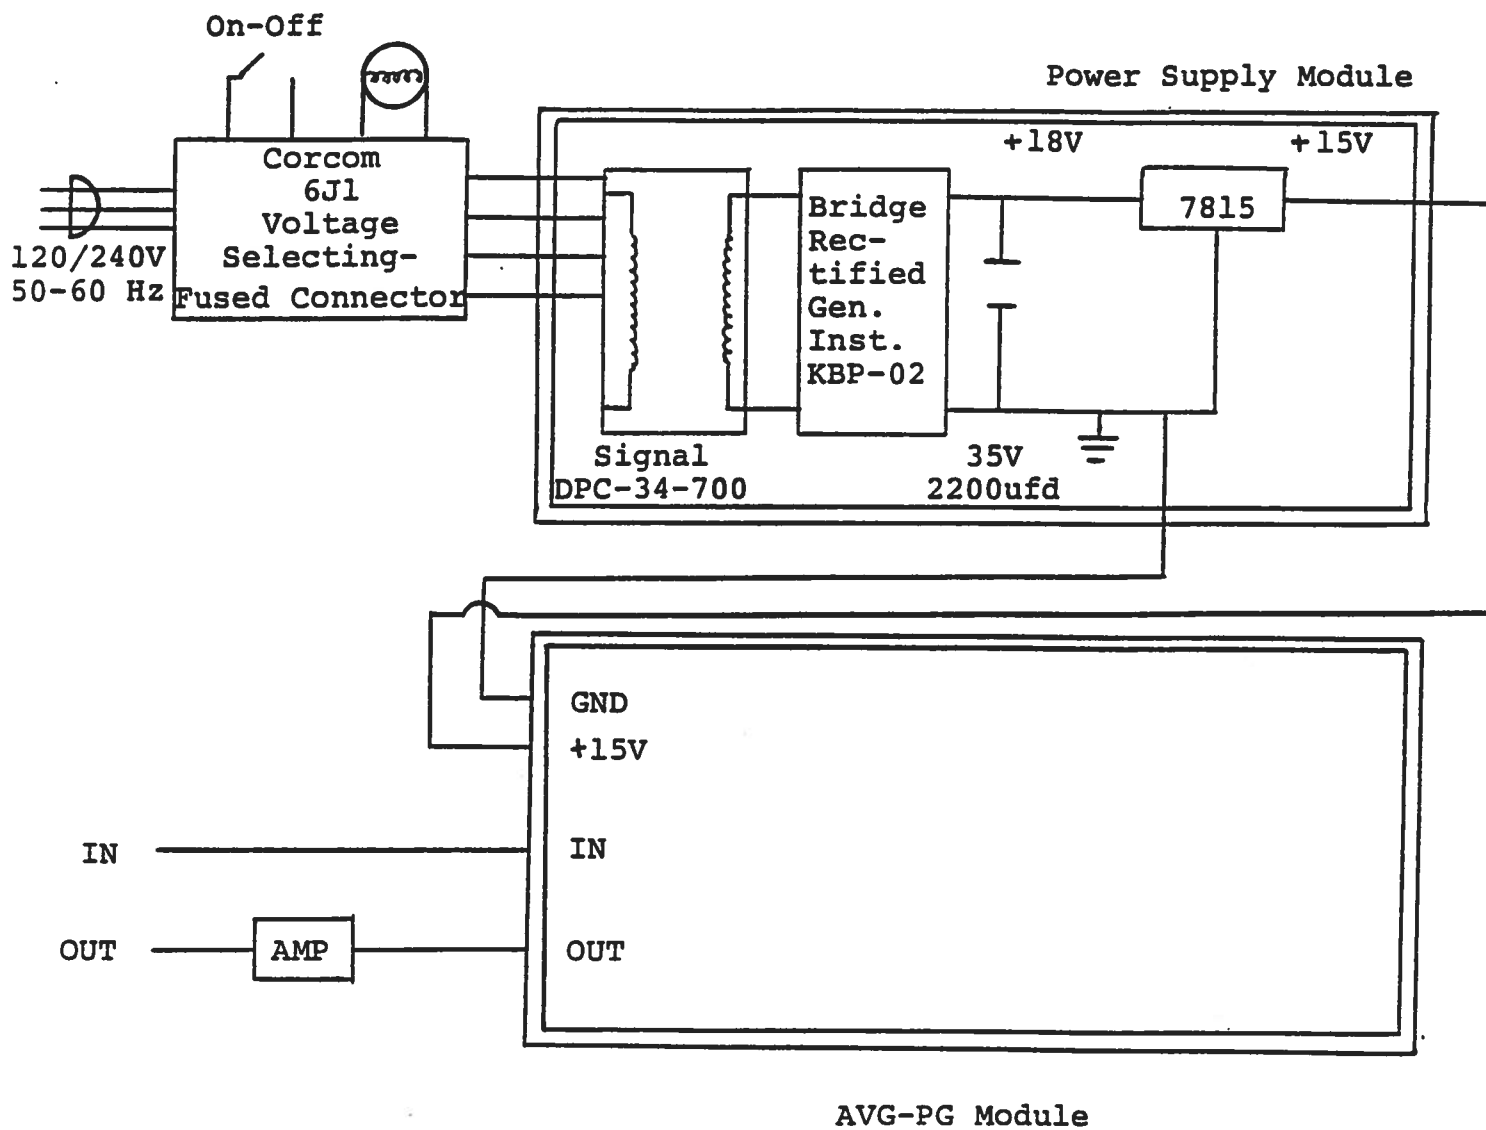 On-Off
Power Supply Module
Corcom
6J1
Voltage
Selecting-
Fused Connector
120/240V
50-60 Hz
Bridge
Rec-
tified
Gen.
Inst.
KBP-02
+18V
+15V
7815
Signal
DPC-34-700
35V
2200ufd
GND
+15V
IN
IN
OUT
AMP
OUT
AVG-PG Module